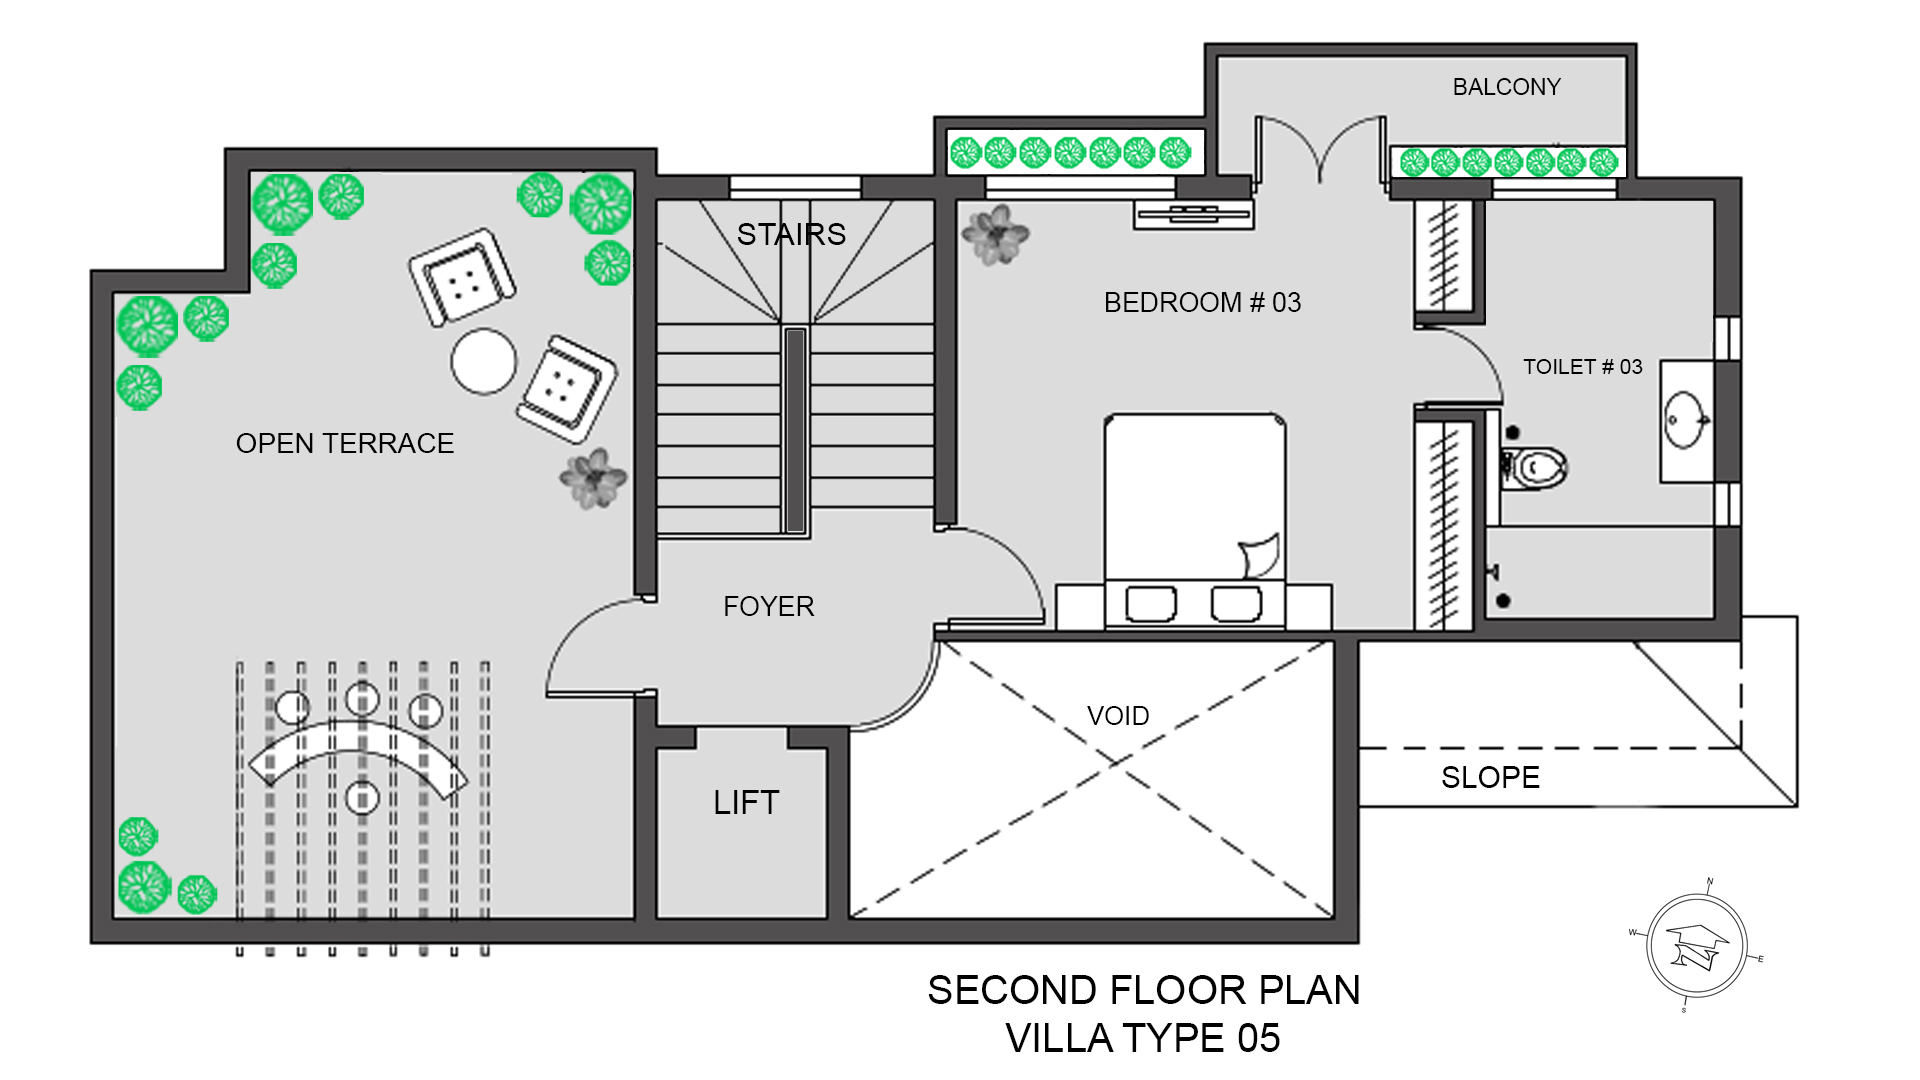 BALCONY
STAIRS
BEDROOM # 03
TOILET # 03
OPEN TERRACE
FOYER
VOID
SLOPE
LIFT
N
W
E
S
SECOND FLOOR PLAN
VILLA TYPE 05